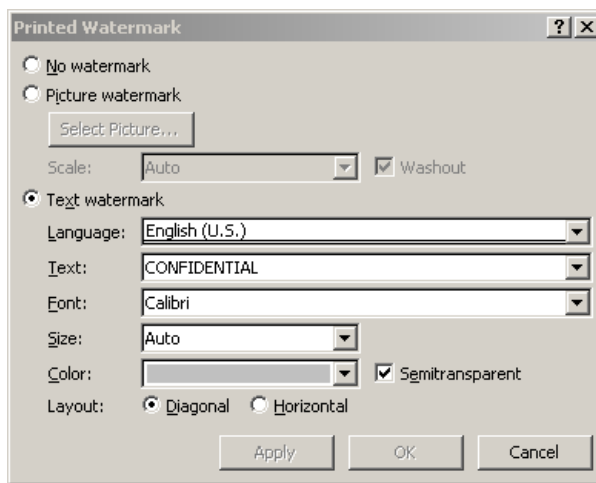 Printed Watermark
No watermark
Picture watermark
Select Picture...
Scale: Auto Washout
Text watermark
Language: English (U.S.)
Text: CONFIDENTIAL
Font: Calibri
Size: Auto
Color: Semitransparent
Layout: Diagonal Horizontal
Apply OK Cancel